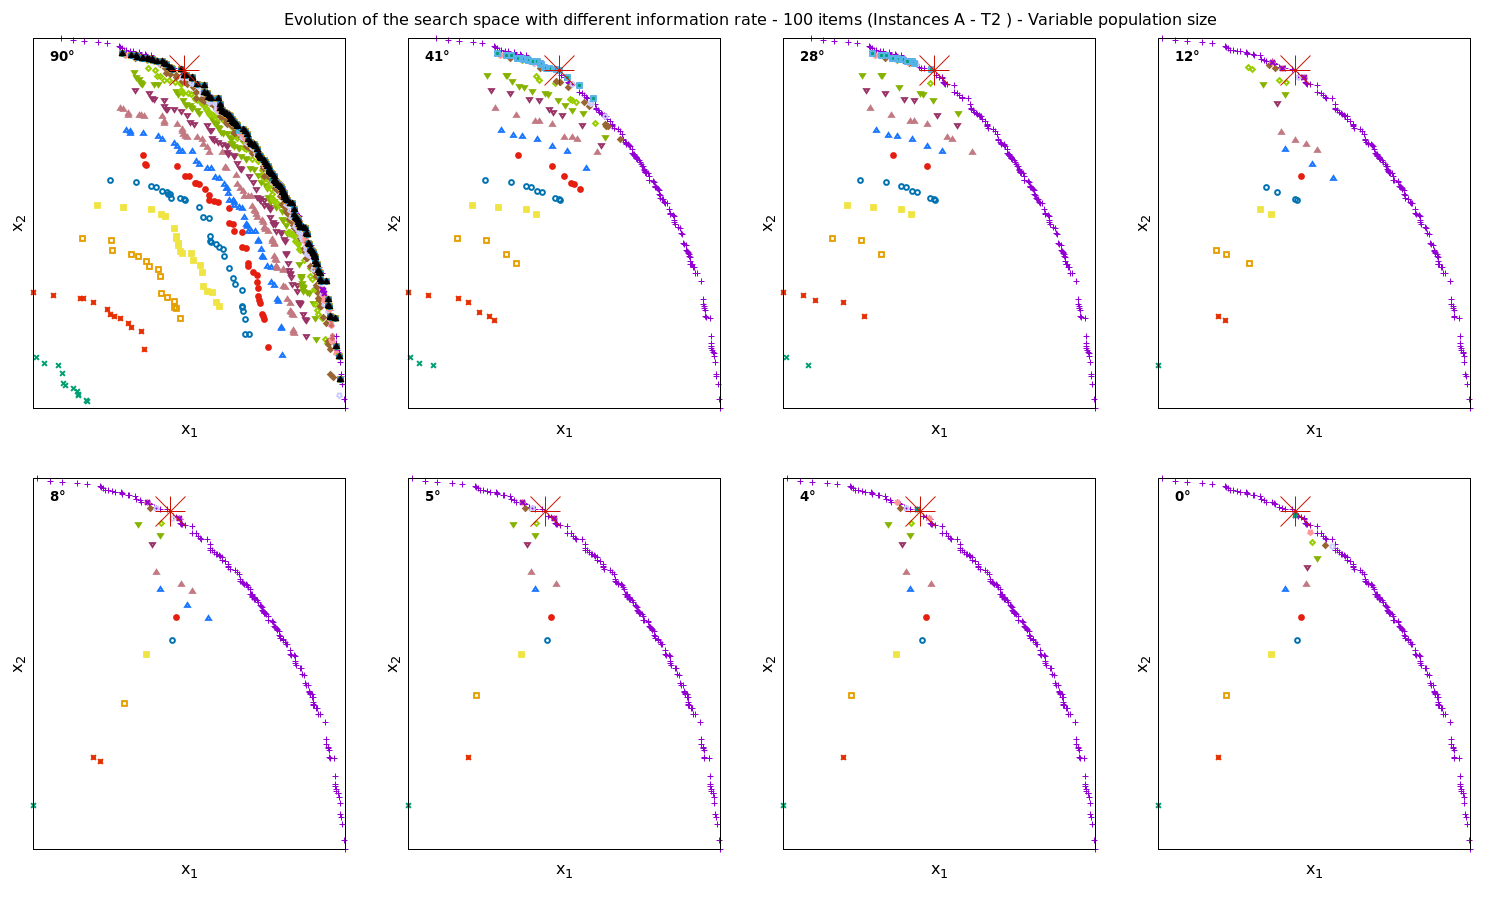 Evolution of the search space with different information rate - 100 items (Instances A - T2 ) - Variable population size
90°
41°
28°
12°
x2
x2
x2
x2
x1
x1
x1
x1
8°
5°
4°
0°
x2
x2
x2
x2
x1
x1
x1
x1